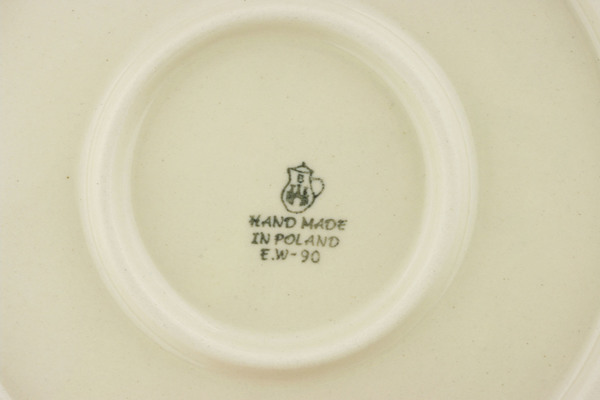 B
HAND MADE
IN POLAND
E.W-90